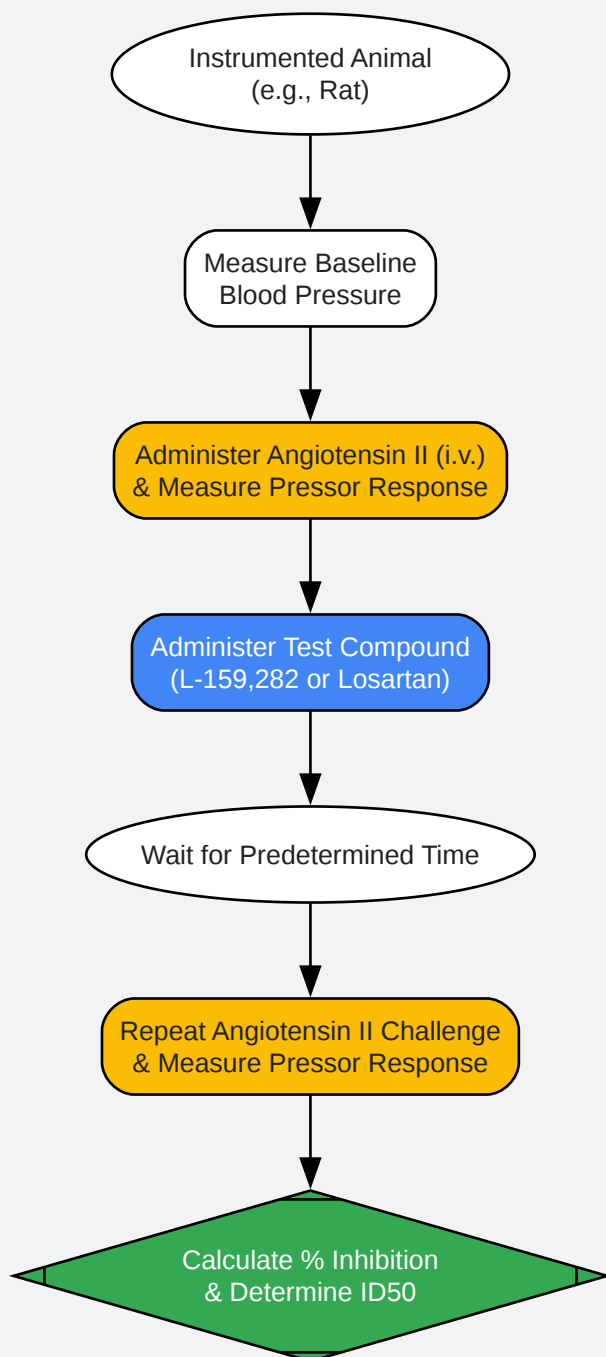 Instrumented Animal
(e.g., Rat)
Measure Baseline
Blood Pressure
Administer Angiotensin II (i.v.)
& Measure Pressor Response
Administer Test Compound
(L-159,282 or Losartan)
Wait for Predetermined Time
Repeat Angiotensin II Challenge
& Measure Pressor Response
Calculate % Inhibition
& Determine ID50